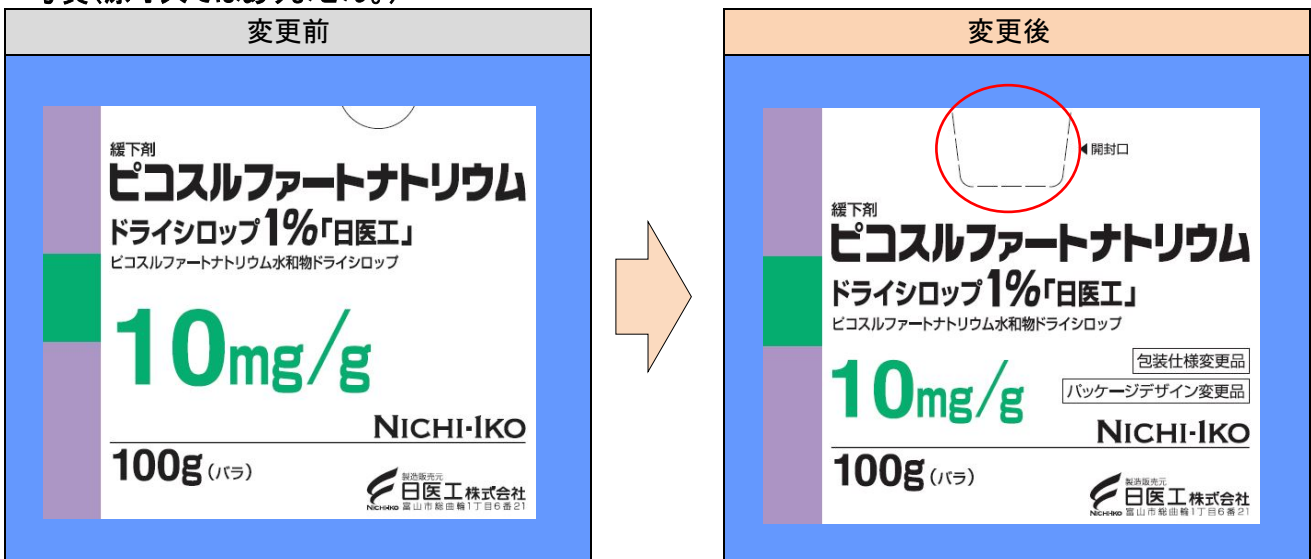 変更前
緩下剤
ピコスルファートナトリウム
ドライシロップ1%「日医工」
ピコスルファートナトリウム水和物ドライシロップ
10mg/g
NICHI-IKO
100g(バラ)
製造販売元
日医工株式会社
NICHI-IKO 富山市総曲輪1丁目6番21
変更後
◀開封口
緩下剤
ピコスルファートナトリウム
ドライシロップ1%「日医工」
ピコスルファートナトリウム水和物ドライシロップ
10mg/g
包装仕様変更品
パッケージデザイン変更品
NICHI-IKO
100g(バラ)
製造販売元
日医工株式会社
NICHI-IKO 富山市総曲輪1丁目6番21